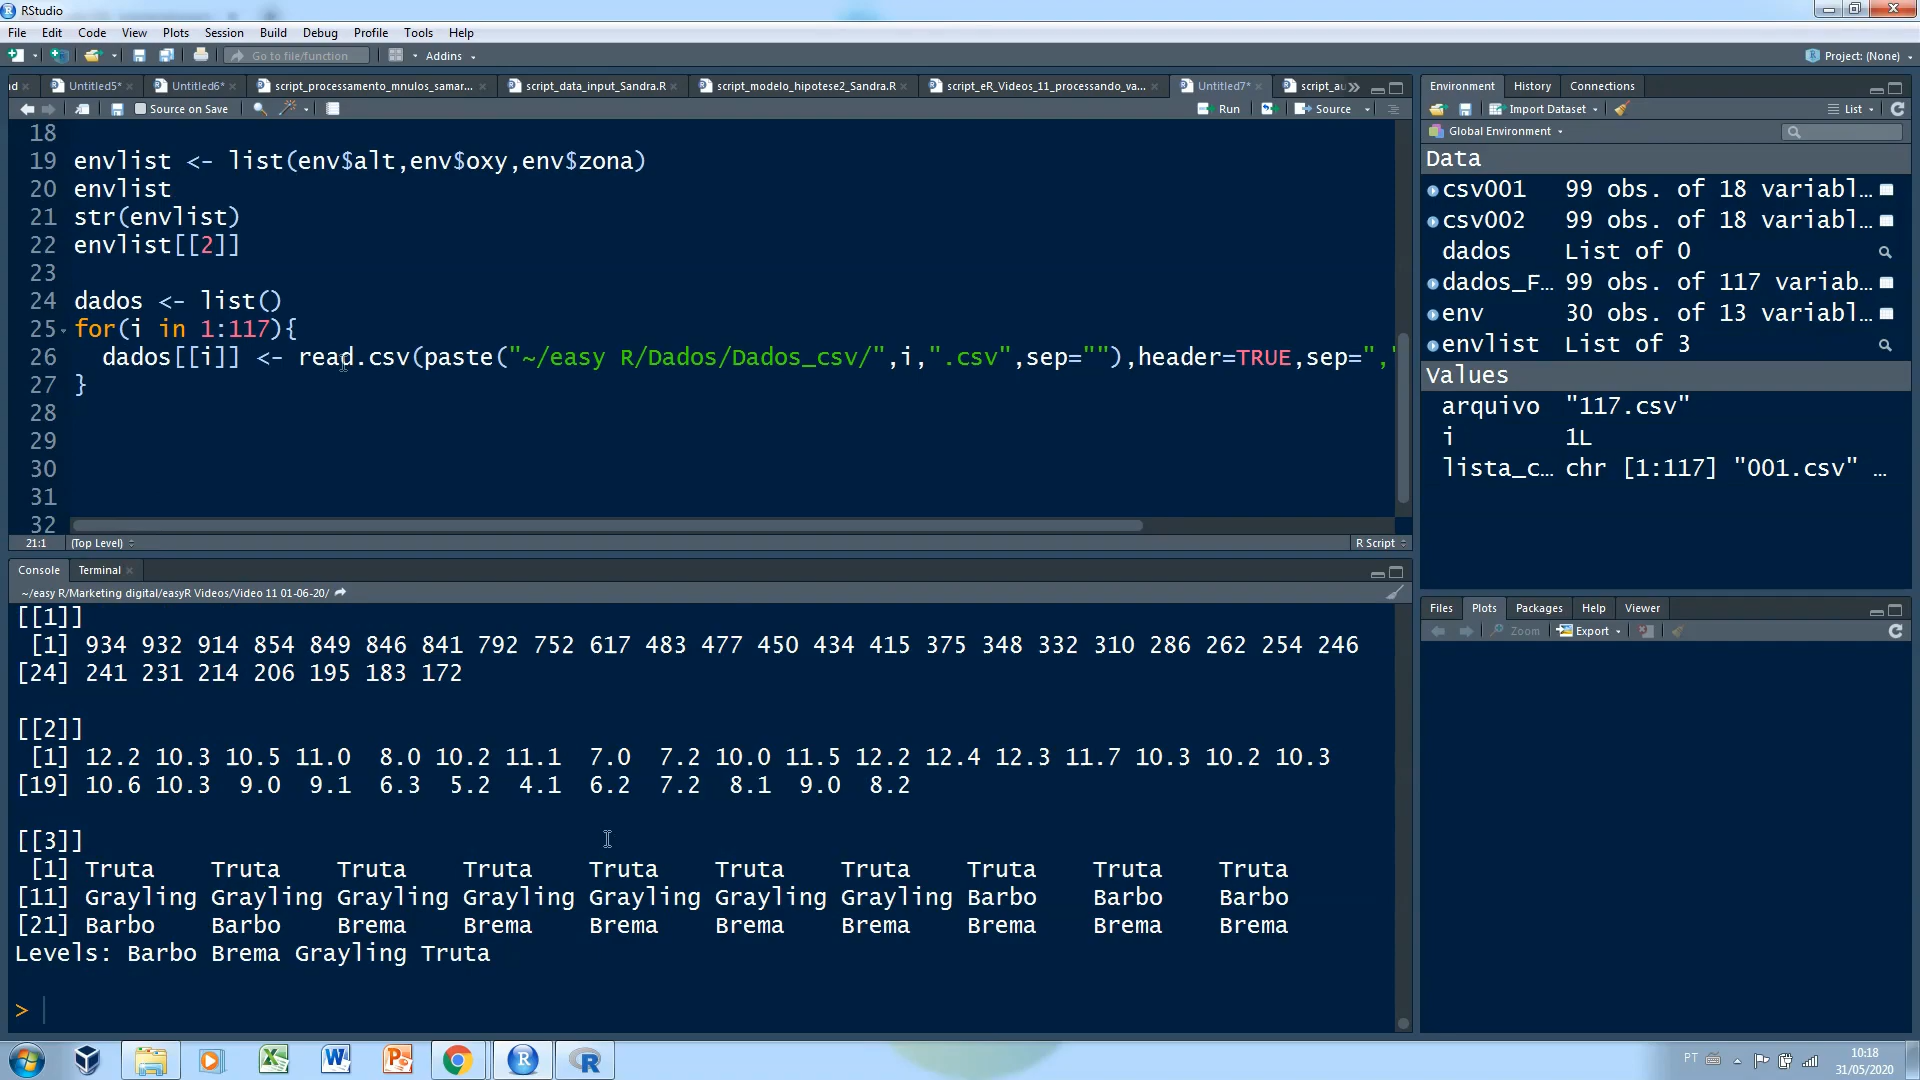 RStudio
File Edit Code View Plots Session Build Debug Profile Tools Help
Go to file/function Addins Project: (None)
nd Untitled5* Untitled6* script_processamento_mnulos_samar... script_data_input_Sandra.R script_modelo_hipotese2_Sandra.R script_eR_Videos_11_processando_va... Untitled7* script_au
Source on Save Run Source
18
19 envlist <- list(env$alt,env$oxy,env$zona)
20 envlist
21 str(envlist)
22 envlist[[2]]
23
24 dados <- list()
25 for(i in 1:117){
26 dados[[i]] <- read.csv(paste("~/easy R/Dados/Dados_csv/",i,".csv",sep=""),header=TRUE,sep=","
27 }
28
29
30
31
32
21:1 (Top Level) R Script
Console Terminal
~/easy R/Marketing digital/easyR Videos/Video 11 01-06-20/
[[1]]
[1] 934 932 914 854 849 846 841 792 752 617 483 477 450 434 415 375 348 332 310 286 262 254 246
[24] 241 231 214 206 195 183 172
[[2]]
[1] 12.2 10.3 10.5 11.0 8.0 10.2 11.1 7.0 7.2 10.0 11.5 12.2 12.4 12.3 11.7 10.3 10.2 10.3
[19] 10.6 10.3 9.0 9.1 6.3 5.2 4.1 6.2 7.2 8.1 9.0 8.2
[[3]]
[1] Truta Truta Truta Truta Truta Truta Truta Truta Truta Truta
[11] Grayling Grayling Grayling Grayling Grayling Grayling Grayling Barbo Barbo Barbo
[21] Barbo Barbo Brema Brema Brema Brema Brema Brema Brema Brema
Levels: Barbo Brema Grayling Truta
>
Environment History Connections
Import Dataset List
Global Environment
Data
csv001 99 obs. of 18 variabl...
csv002 99 obs. of 18 variabl...
dados List of 0
dados_F... 99 obs. of 117 variab...
env 30 obs. of 13 variabl...
envlist List of 3
Values
arquivo "117.csv"
i 1L
lista_c... chr [1:117] "001.csv" ...
Files Plots Packages Help Viewer
Zoom Export
PT
10:18
31/05/2020